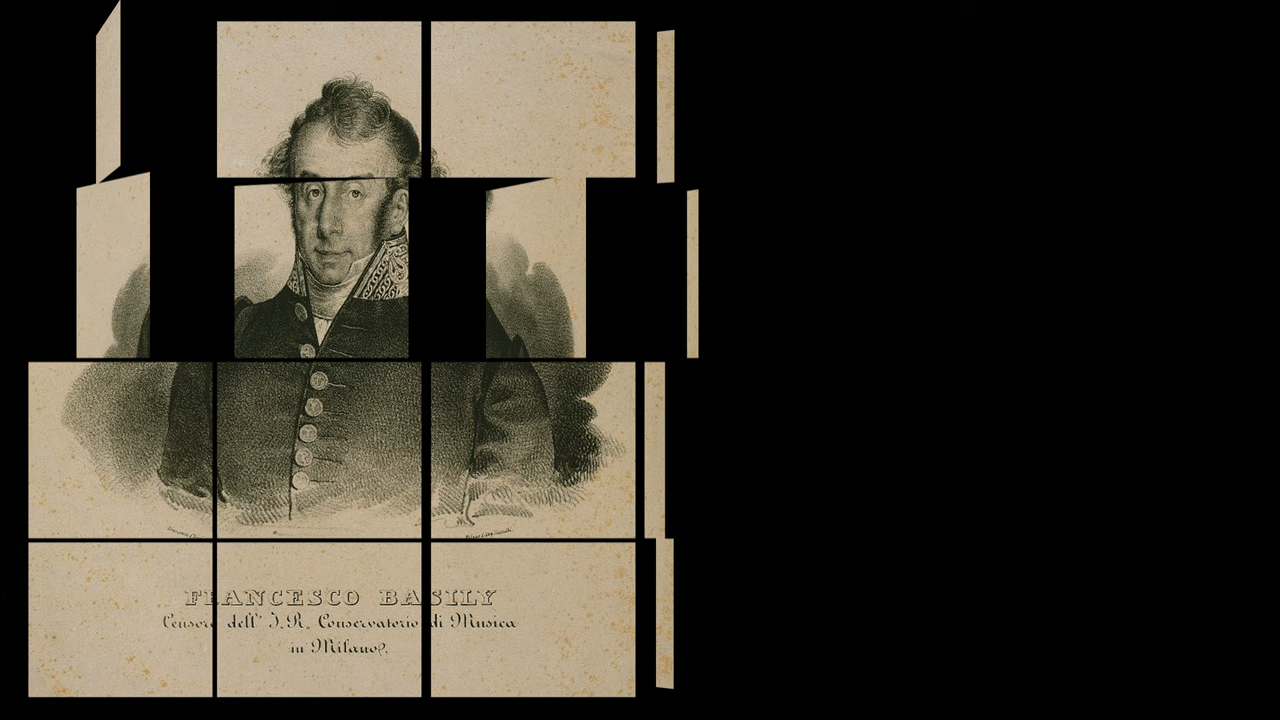 FRANCESCO BASILY
Censore dell' I. R. Conservatorio di Musica
in Milano.